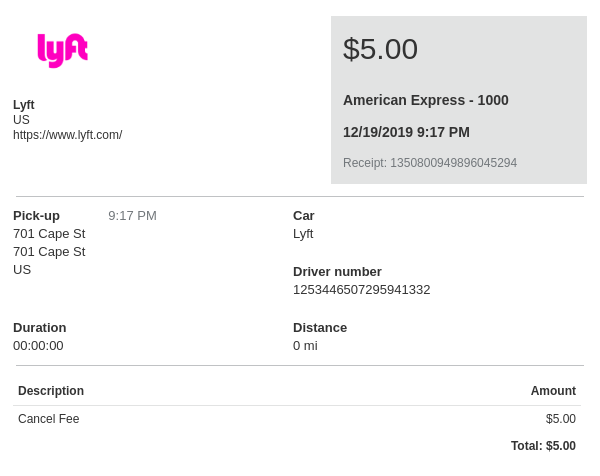 lyft
$5.00
Lyft
US
https://www.lyft.com/
American Express - 1000
12/19/2019 9:17 PM
Receipt: 1350800949896045294
Pick-up 9:17 PM
701 Cape St
701 Cape St
US
Car
Lyft
Driver number
1253446507295941332
Duration
00:00:00
Distance
0 mi
Description Amount
Cancel Fee $5.00
Total: $5.00